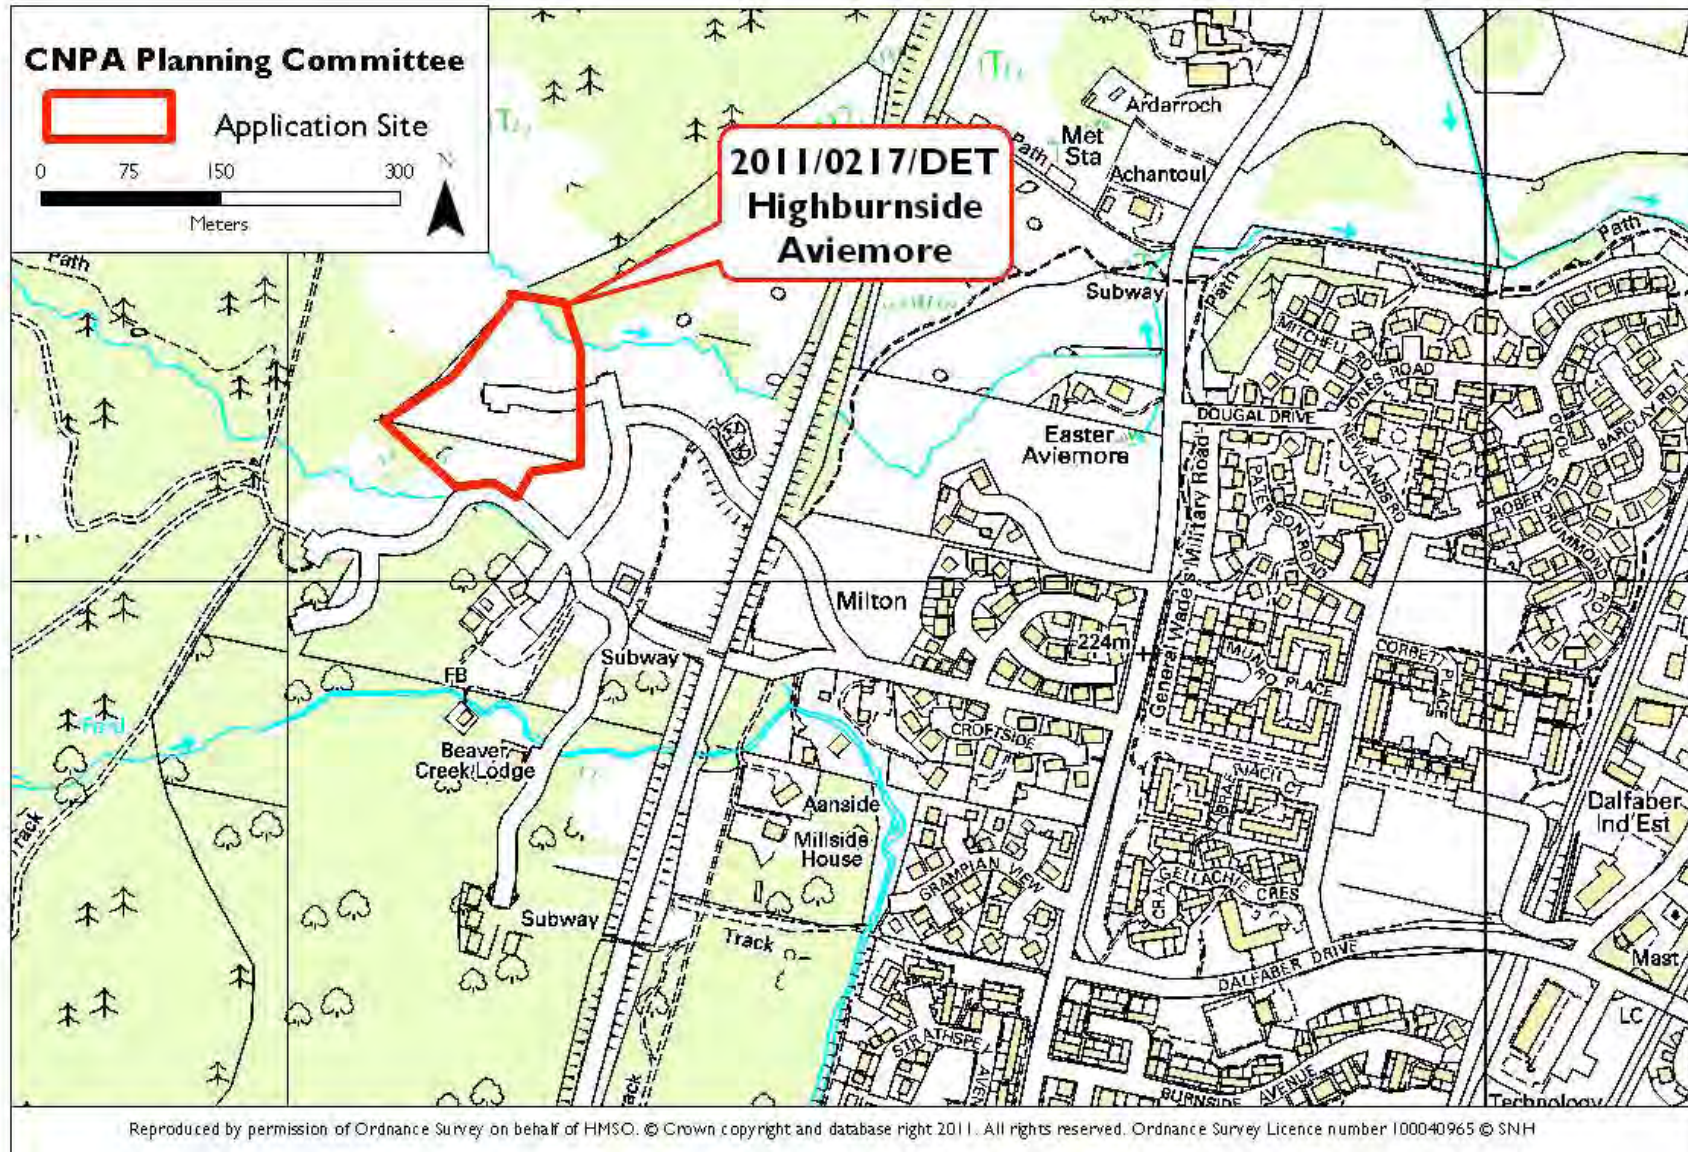 CNPA Planning Committee
Application Site
0 75 150 300
Meters
N
2011/0217/DET
Highburnside
Aviemore
Path
Path
Met
Sta
Ardarroch
Achantoul
Subway
Path
Path
MITCHELL RD
JONES ROAD
DOUGAL DRIVE
NEWLANDS RD
BARCLAY RD
ROBERTS
ROAD
DRUMMOND RD
PATERSON ROAD
Easter
Aviemore
General Wade's Military Road
Milton
224m
MUNRO PLACE
CORBETT PLACE
Subway
FB
Ford
Beaver
Creek Lodge
CROFTSIDE
Aanside
Millside
House
GRAMPIAN VIEW
CRAIGELLACHIE CRES
Dalfaber
Ind'Est
Track
Subway
Track
DALFABER DRIVE
Mast
LC
STRATHSPEY
AVEN
BURNSIDE AVENUE
Technology
Reproduced by permission of Ordnance Survey on behalf of HMSO. © Crown copyright and database right 2011. All rights reserved. Ordnance Survey Licence number 100040965 © SNH